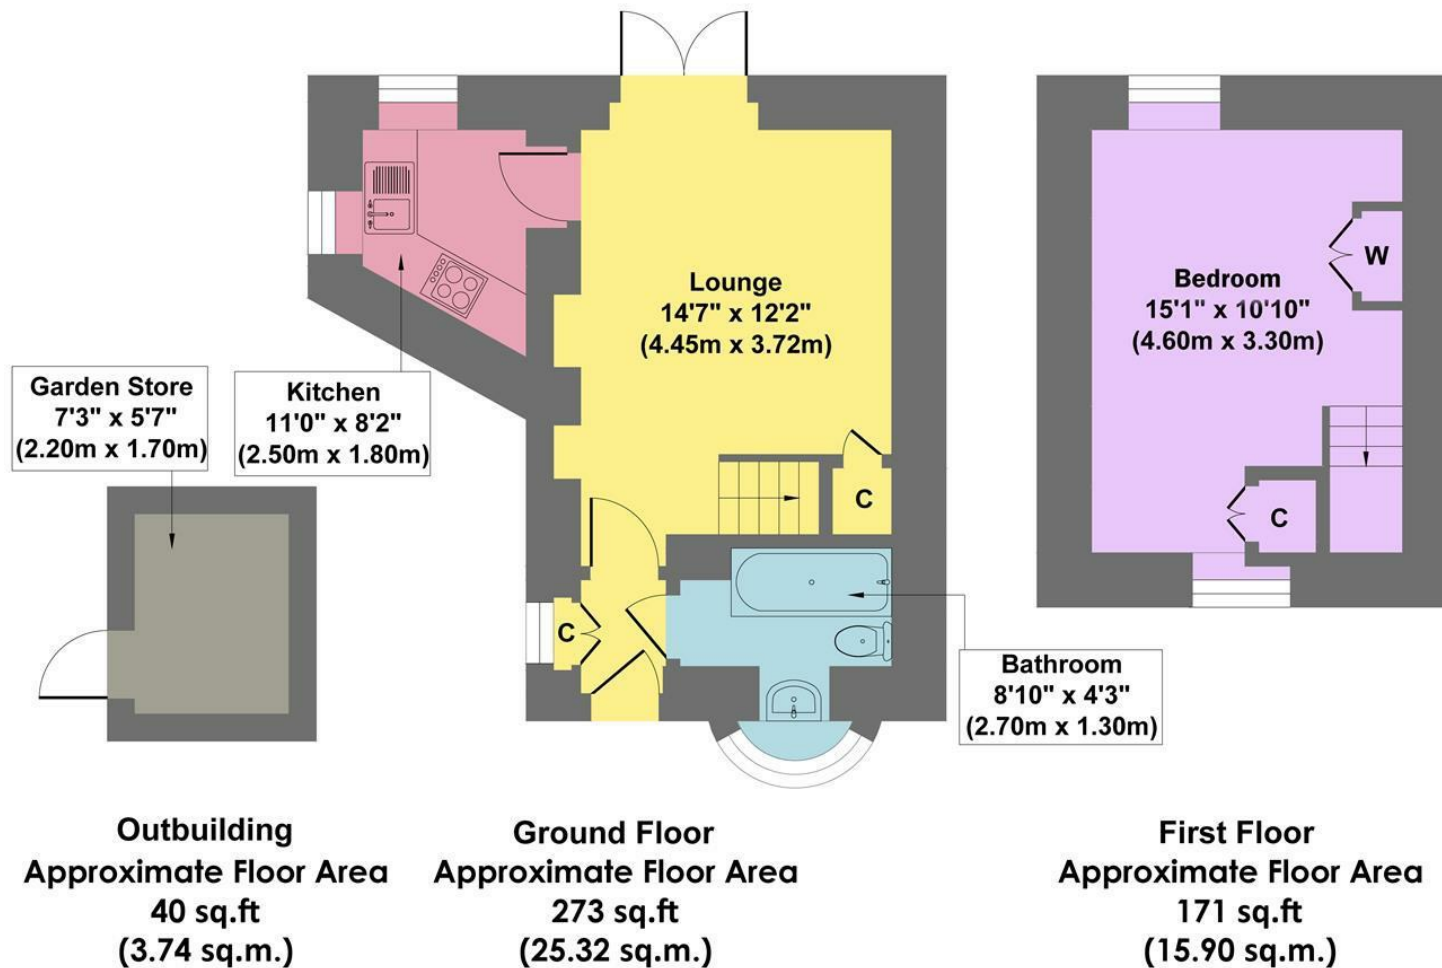 Lounge
14'7" x 12'2"
(4.45m x 3.72m)
Bedroom
15'1" x 10'10"
(4.60m x 3.30m)
W
Garden Store
7'3" x 5'7"
(2.20m x 1.70m)
Kitchen
11'0" x 8'2"
(2.50m x 1.80m)
C
C
C
Bathroom
8'10" x 4'3"
(2.70m x 1.30m)
Outbuilding
Approximate Floor Area
40 sq.ft
(3.74 sq.m.)
Ground Floor
Approximate Floor Area
273 sq.ft
(25.32 sq.m.)
First Floor
Approximate Floor Area
171 sq.ft
(15.90 sq.m.)